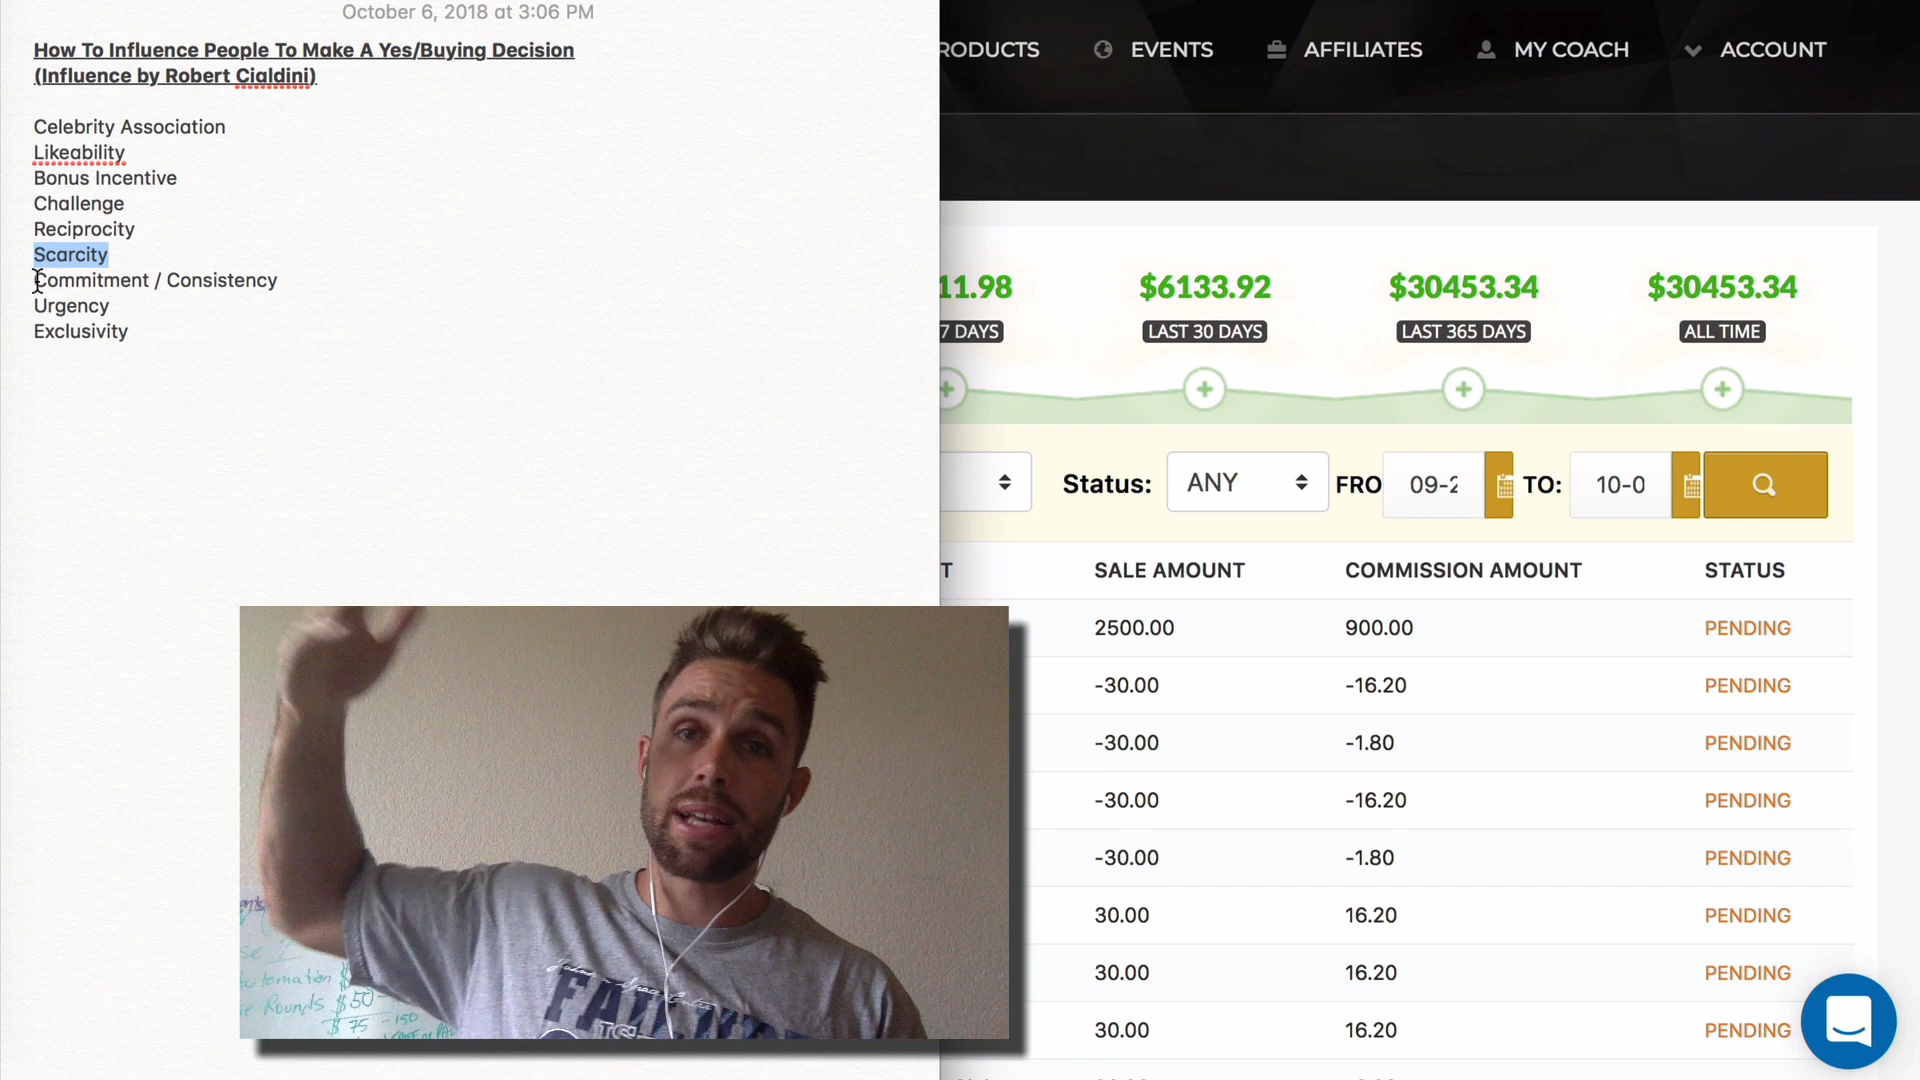 October 6, 2018 at 3:06 PM
How To Influence People To Make A Yes/Buying Decision
(Influence by Robert Cialdini)
Celebrity Association
Likeability
Bonus Incentive
Challenge
Reciprocity
Scarcity
Commitment / Consistency
Urgency
Exclusivity
RODUCTS EVENTS AFFILIATES MY COACH ACCOUNT
11.98 $6133.92 $30453.34 $30453.34
7 DAYS LAST 30 DAYS LAST 365 DAYS ALL TIME
Status: ANY FRO 09-2 TO: 10-0
T SALE AMOUNT COMMISSION AMOUNT STATUS
2500.00 900.00 PENDING
-30.00 -16.20 PENDING
-30.00 -1.80 PENDING
-30.00 -16.20 PENDING
-30.00 -1.80 PENDING
30.00 16.20 PENDING
30.00 16.20 PENDING
30.00 16.20 PENDING
utomation $
Rounds $50
$75 -150